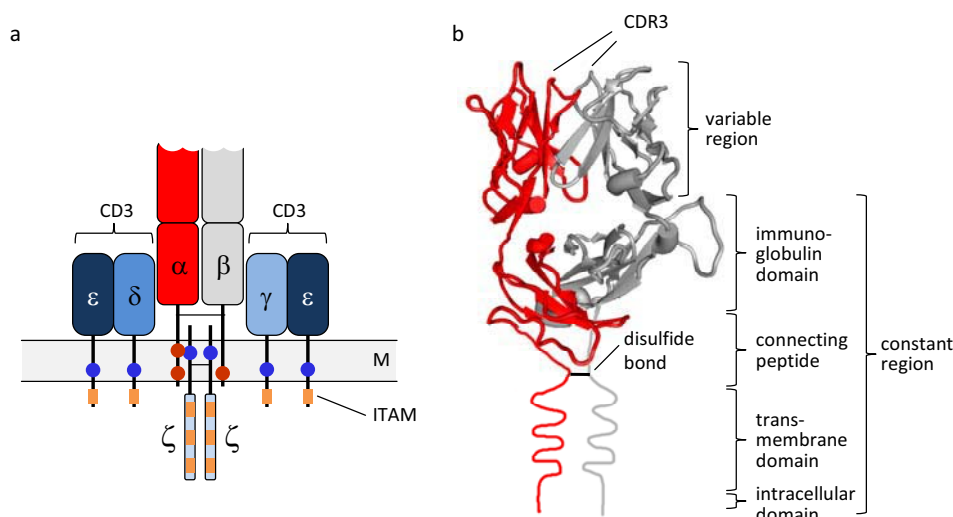 a
b
CDR3
variable
region
CD3
CD3
α
β
ε
δ
γ
ε
immuno-
globulin
domain
M
disulfide
bond
connecting
peptide
constant
region
ITAM
ζ
ζ
trans-
membrane
domain
intracellular
domain